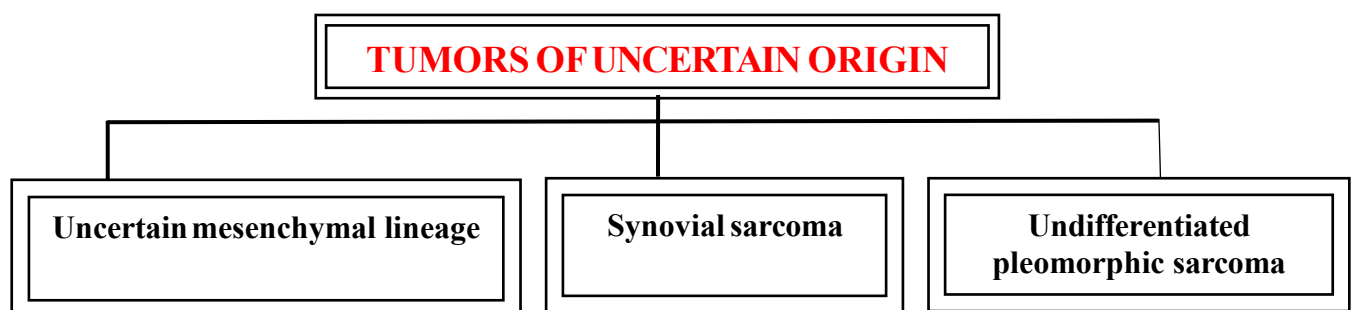 TUMORS OF UNCERTAIN ORIGIN
Uncertain mesenchymal lineage
Synovial sarcoma
Undifferentiated
pleomorphic sarcoma